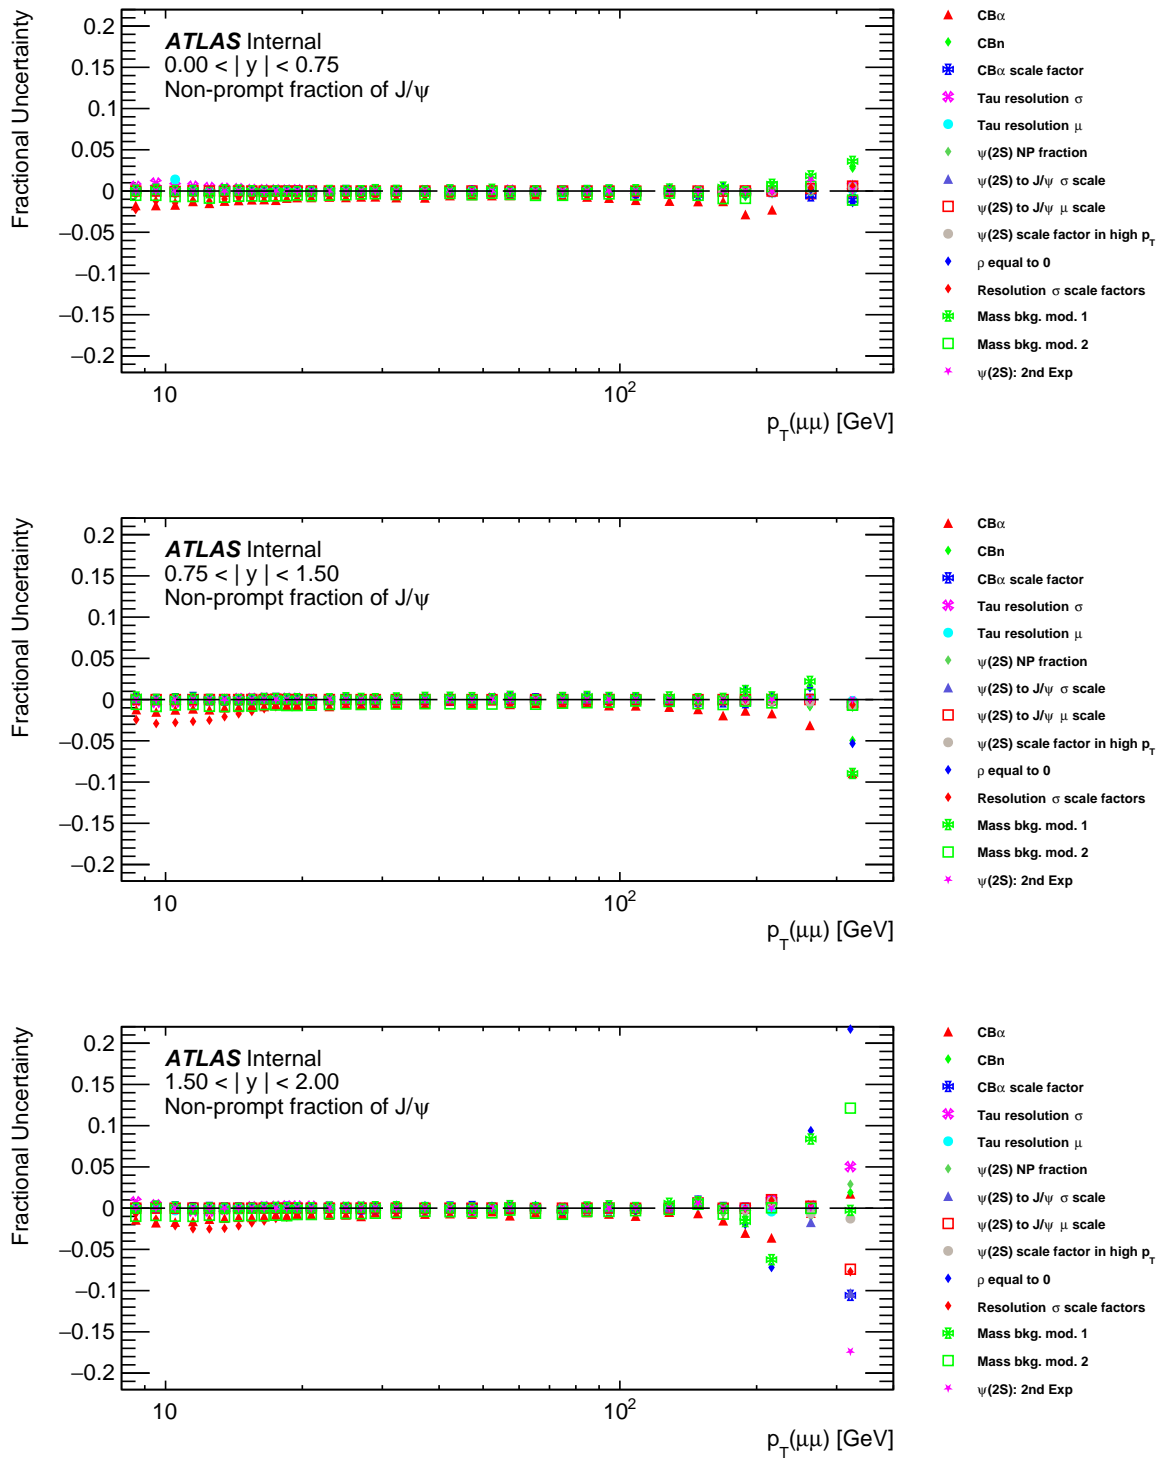 Fractional Uncertainty
0.2
0.15
0.1
0.05
0
−0.05
−0.1
−0.15
−0.2
ATLAS Internal
0.00 < | y | < 0.75
Non-prompt fraction of J/ψ
10
10²
p_T(μμ) [GeV]
CBα
CBn
CBα scale factor
Tau resolution σ
Tau resolution μ
ψ(2S) NP fraction
ψ(2S) to J/ψ σ scale
ψ(2S) to J/ψ μ scale
ψ(2S) scale factor in high p_T
ρ equal to 0
Resolution σ scale factors
Mass bkg. mod. 1
Mass bkg. mod. 2
ψ(2S): 2nd Exp
Fractional Uncertainty
0.2
0.15
0.1
0.05
0
−0.05
−0.1
−0.15
−0.2
ATLAS Internal
0.75 < | y | < 1.50
Non-prompt fraction of J/ψ
10
10²
p_T(μμ) [GeV]
CBα
CBn
CBα scale factor
Tau resolution σ
Tau resolution μ
ψ(2S) NP fraction
ψ(2S) to J/ψ σ scale
ψ(2S) to J/ψ μ scale
ψ(2S) scale factor in high p_T
ρ equal to 0
Resolution σ scale factors
Mass bkg. mod. 1
Mass bkg. mod. 2
ψ(2S): 2nd Exp
Fractional Uncertainty
0.2
0.15
0.1
0.05
0
−0.05
−0.1
−0.15
−0.2
ATLAS Internal
1.50 < | y | < 2.00
Non-prompt fraction of J/ψ
10
10²
p_T(μμ) [GeV]
CBα
CBn
CBα scale factor
Tau resolution σ
Tau resolution μ
ψ(2S) NP fraction
ψ(2S) to J/ψ σ scale
ψ(2S) to J/ψ μ scale
ψ(2S) scale factor in high p_T
ρ equal to 0
Resolution σ scale factors
Mass bkg. mod. 1
Mass bkg. mod. 2
ψ(2S): 2nd Exp